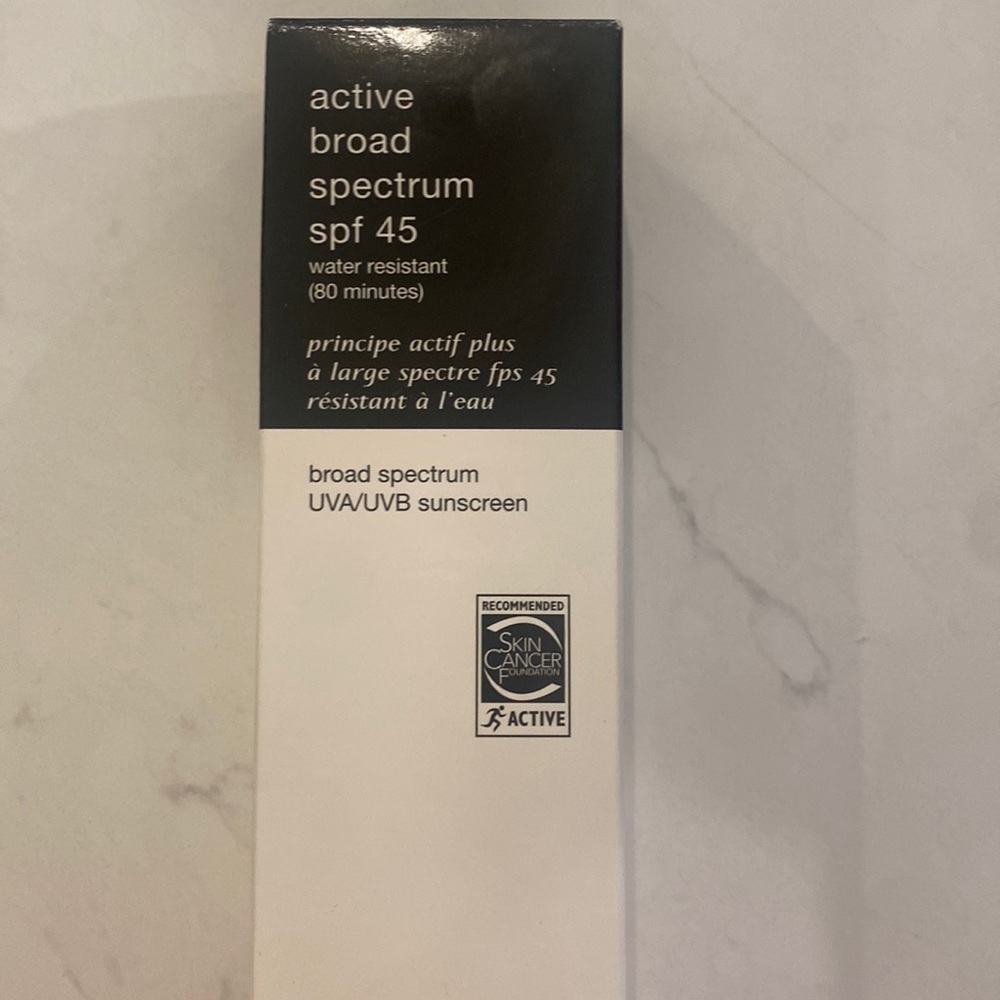 active
broad
spectrum
spf 45
water resistant
(80 minutes)
principe actif plus
à large spectre fps 45
résistant à l'eau
broad spectrum
UVA/UVB sunscreen
RECOMMENDED
SKIN
CANCER
FOUNDATION
ACTIVE